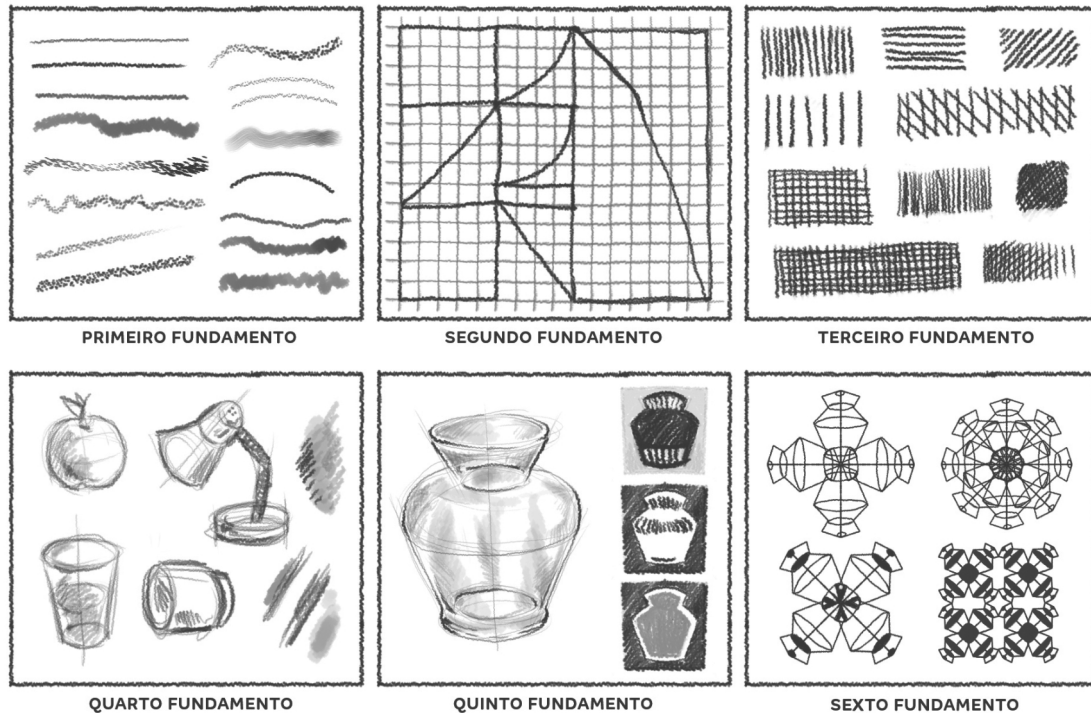 PRIMEIRO FUNDAMENTO
SEGUNDO FUNDAMENTO
TERCEIRO FUNDAMENTO
QUARTO FUNDAMENTO
QUINTO FUNDAMENTO
SEXTO FUNDAMENTO